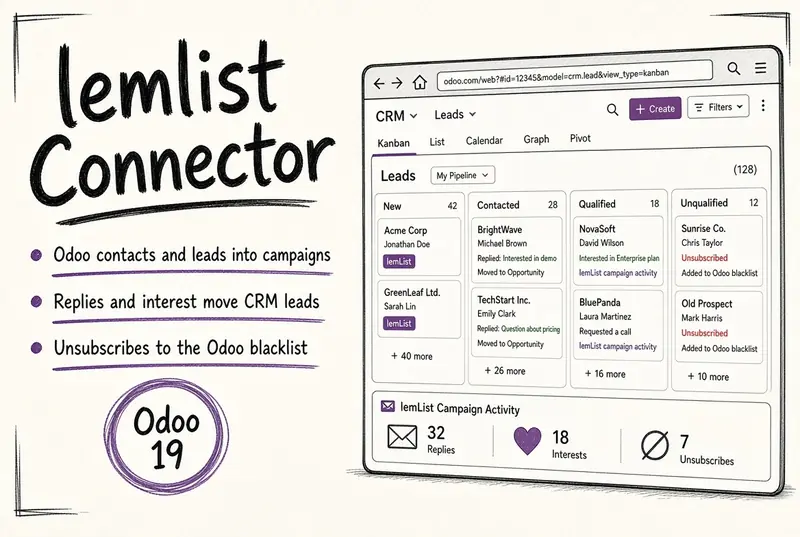 lemlist
Connector
Odoo contacts and leads into campaigns
Replies and interest move CRM leads
Unsubscribes to the Odoo blacklist
Odoo
19
odoo.com/web?#id=12345&model=crm.lead&view_type=kanban
CRM
Leads
+ Create
Filters
Kanban
List
Calendar
Graph
Pivot
Leads
My Pipeline
(128)
New 42
Acme Corp
Jonathan Doe
lemList
GreenLeaf Ltd.
Sarah Lin
lemList
+ 40 more
Contacted 28
BrightWave
Michael Brown
Replied: Interested in demo
Moved to Opportunity
TechStart Inc.
Emily Clark
Replied: Question about pricing
Moved to Opportunity
+ 26 more
Qualified 18
NovaSoft
David Wilson
Interested in Enterprise plan
lemList campaign activity
BluePanda
Laura Martinez
Requested a call
lemList campaign activity
+ 16 more
Unqualified 12
Sunrise Co.
Chris Taylor
Unsubscribed
Added to Odoo blacklist
Old Prospect
Mark Harris
Unsubscribed
Added to Odoo blacklist
+ 10 more
lemList Campaign Activity
32
Replies
18
Interests
7
Unsubscribes